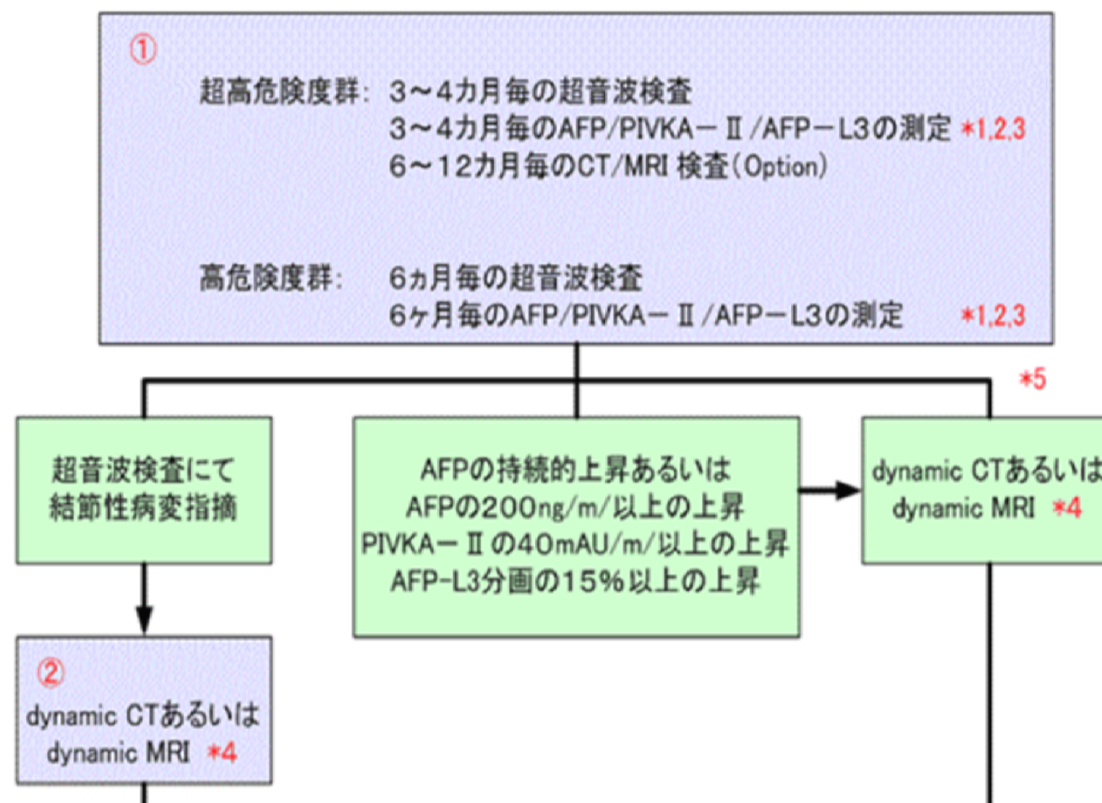 ①
超高危険度群: 3～4カ月毎の超音波検査
3～4カ月毎のAFP/PIVKA－Ⅱ/AFP－L3の測定 *1,2,3
6～12カ月毎のCT/MRI 検査(Option)
高危険度群: 6ヵ月毎の超音波検査
6ヶ月毎のAFP/PIVKA－Ⅱ/AFP－L3の測定 *1,2,3
*5
超音波検査にて
結節性病変指摘
AFPの持続的上昇あるいは
AFPの200ng/m/以上の上昇
PIVKA－Ⅱの40mAU/m/以上の上昇
AFP-L3分画の15%以上の上昇
dynamic CTあるいは
dynamic MRI *4
②
dynamic CTあるいは
dynamic MRI *4